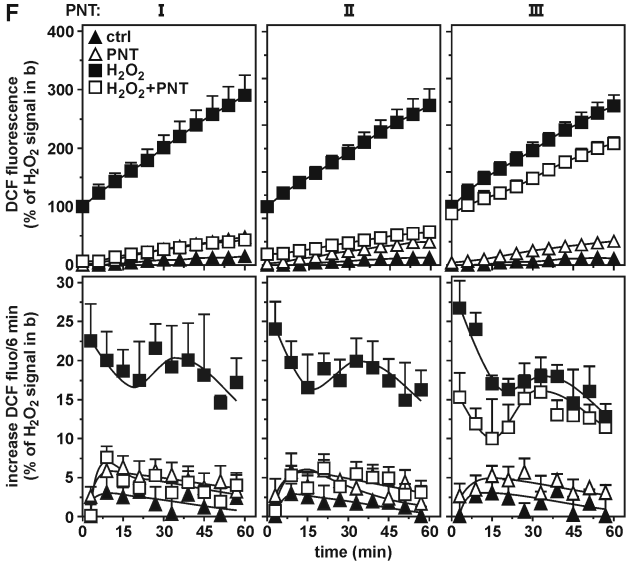 F
PNT: I II III
ctrl
PNT
H₂O₂
H₂O₂+PNT
DCF fluorescence
(% of H₂O₂ signal in b)
400
300
200
100
0
increase DCF fluo/6 min
(% of H₂O₂ signal in b)
30
25
20
15
10
5
0
0 15 30 45 60 0 15 30 45 60 0 15 30 45 60
time (min)